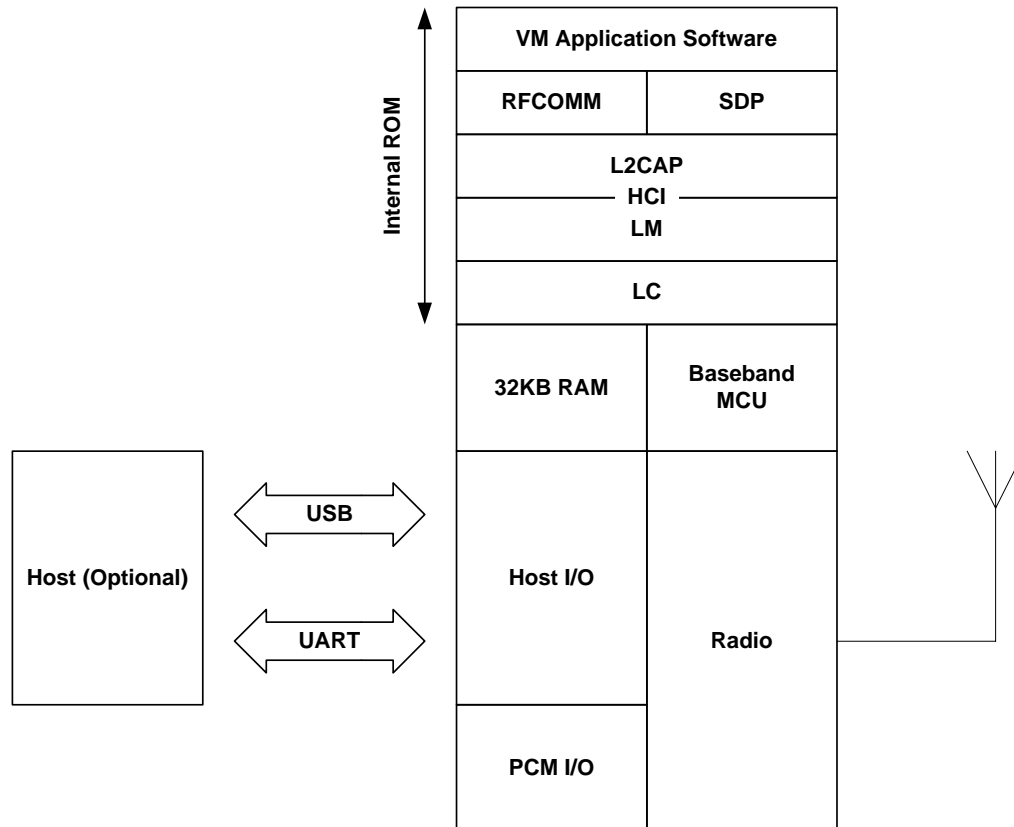 VM Application Software
Internal ROM
RFCOMM
SDP
L2CAP
HCI
LM
LC
32KB RAM
Baseband
MCU
USB
Host (Optional)
Host I/O
UART
Radio
PCM I/O